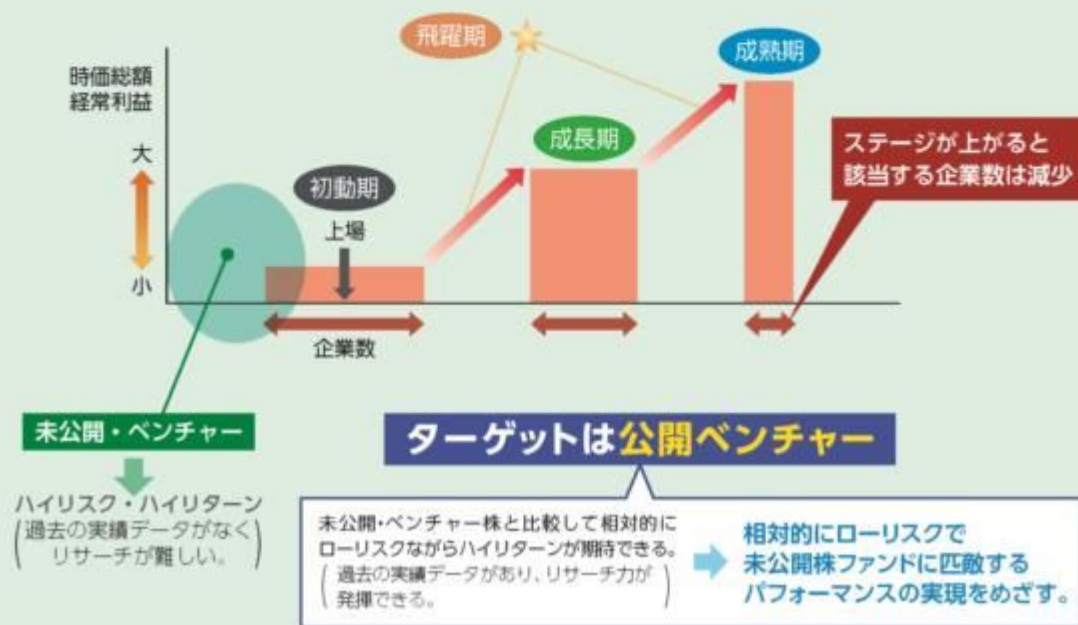 飛躍期
成熟期
時価総額
経常利益
大
小
初動期
上場
成長期
ステージが上がると
該当する企業数は減少
企業数
未公開・ベンチャー
ハイリスク・ハイリターン
(過去の実績データがなく
リサーチが難しい。)
ターゲットは公開ベンチャー
未公開・ベンチャー株と比較して相対的に
ローリスクながらハイリターンが期待できる。
(過去の実績データがあり、リサーチ力が
発揮できる。)
相対的にローリスクで
未公開株ファンドに匹敵する
パフォーマンスの実現をめざす。